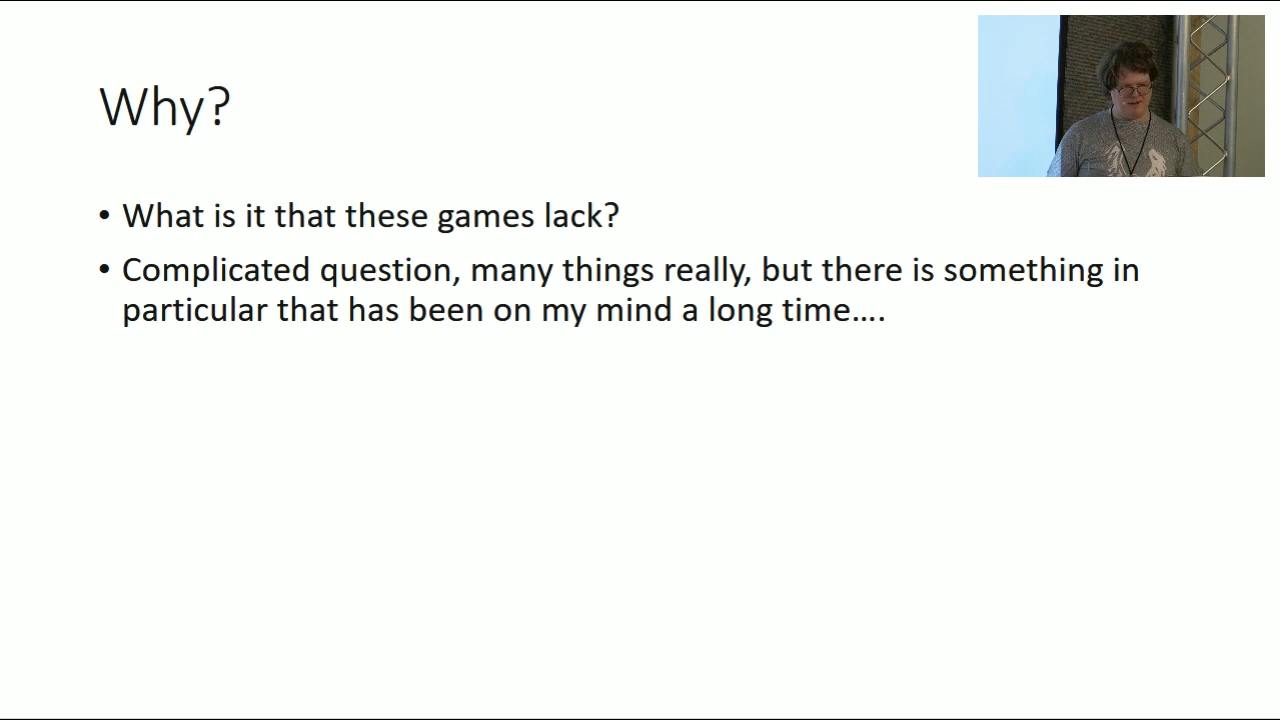 Why?
• What is it that these games lack?
• Complicated question, many things really, but there is something in
particular that has been on my mind a long time….